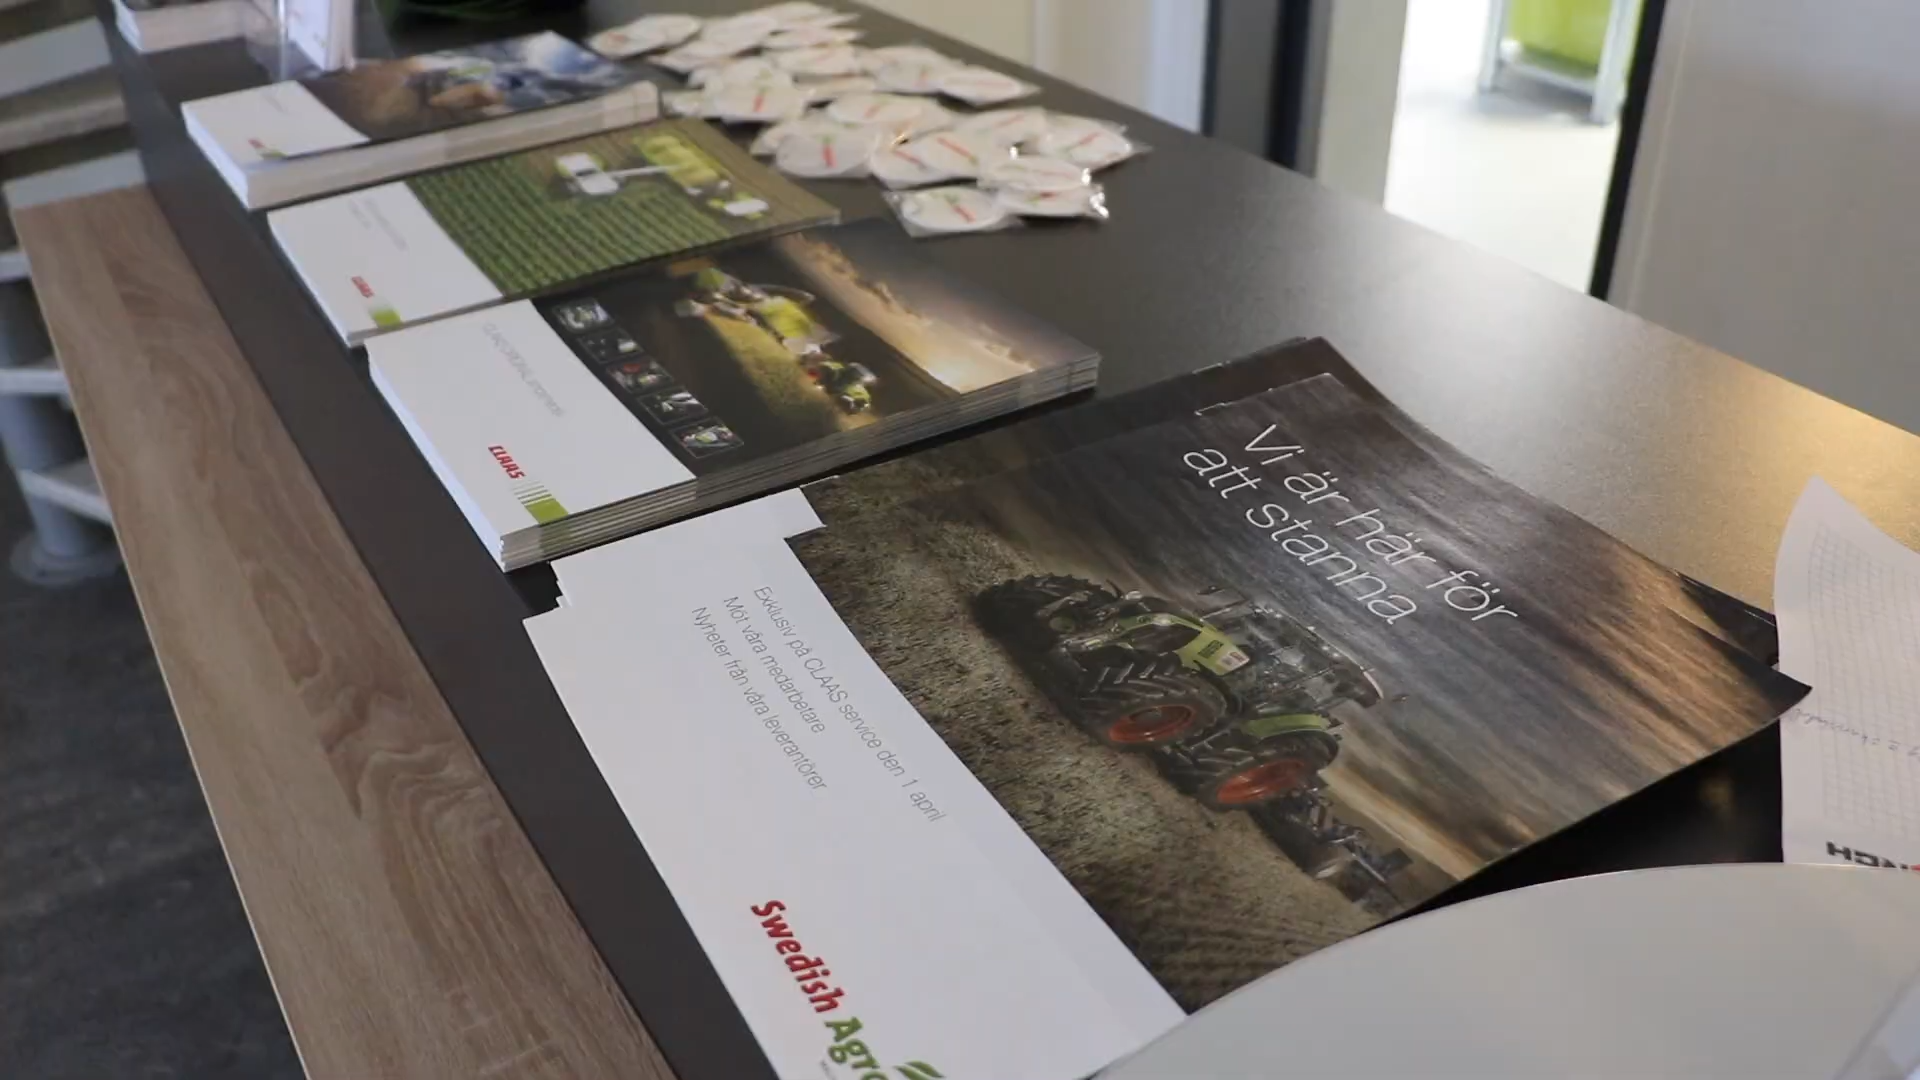 Vi är här för
att stanna
Exklusiv på CLAAS service den 1 april
Möt våra medarbetare
Nyheter från våra leverantörer
Swedish Agro
CLAAS
CLAAS